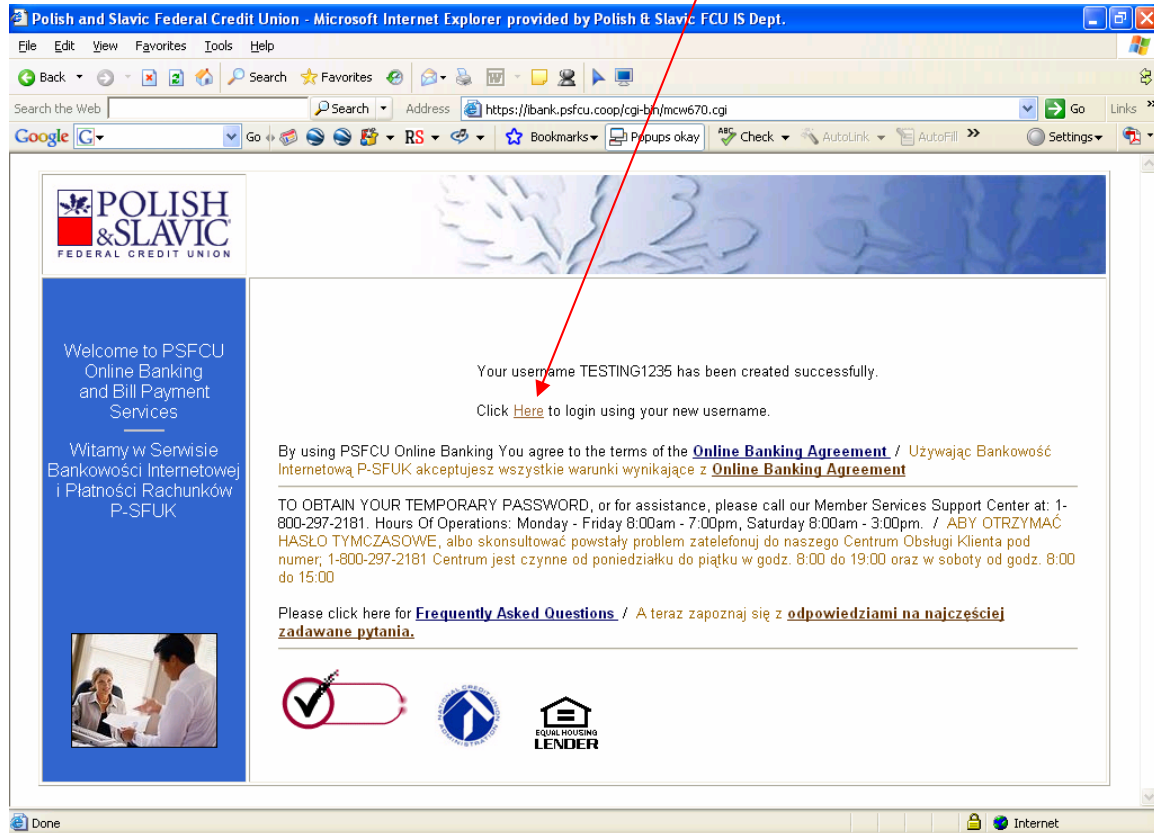 Polish and Slavic Federal Credit Union - Microsoft Internet Explorer provided by Polish & Slavic FCU IS Dept.
File Edit View Favorites Tools Help
Back Search Favorites
Search the Web Search Address https://ibank.psfcu.coop/cgi-bin/mcw670.cgi Go Links »
Google G Go RS Bookmarks Popups okay ABC Check AutoLink AutoFill » Settings
POLISH
&SLAVIC
FEDERAL CREDIT UNION
Welcome to PSFCU
Online Banking
and Bill Payment
Services
Witamy w Serwisie
Bankowości Internetowej
i Płatności Rachunków
P-SFUK
Your username TESTING1235 has been created successfully.
Click Here to login using your new username.
By using PSFCU Online Banking You agree to the terms of the Online Banking Agreement / Używając Bankowość
Internetową P-SFUK akceptujesz wszystkie warunki wynikające z Online Banking Agreement
TO OBTAIN YOUR TEMPORARY PASSWORD, or for assistance, please call our Member Services Support Center at: 1-
800-297-2181. Hours Of Operations: Monday - Friday 8:00am - 7:00pm, Saturday 8:00am - 3:00pm. / ABY OTRZYMAĆ
HASŁO TYMCZASOWE, albo skonsultować powstały problem zatelefonuj do naszego Centrum Obsługi Klienta pod
numer; 1-800-297-2181 Centrum jest czynne od poniedziałku do piątku w godz. 8:00 do 19:00 oraz w soboty od godz. 8:00
do 15:00
Please click here for Frequently Asked Questions / A teraz zapoznaj się z odpowiedziami na najczęściej
zadawane pytania.
NATIONAL CREDIT UNION ADMINISTRATION
EQUAL HOUSING
LENDER
Done Internet